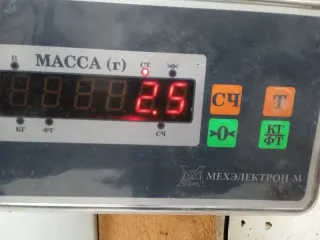 П МАССА (г) СТ
2.5
СЧ Т
КГ ФТ СЧ
>0< КГ/ФТ
МЕХЭЛЕКТРОН-М